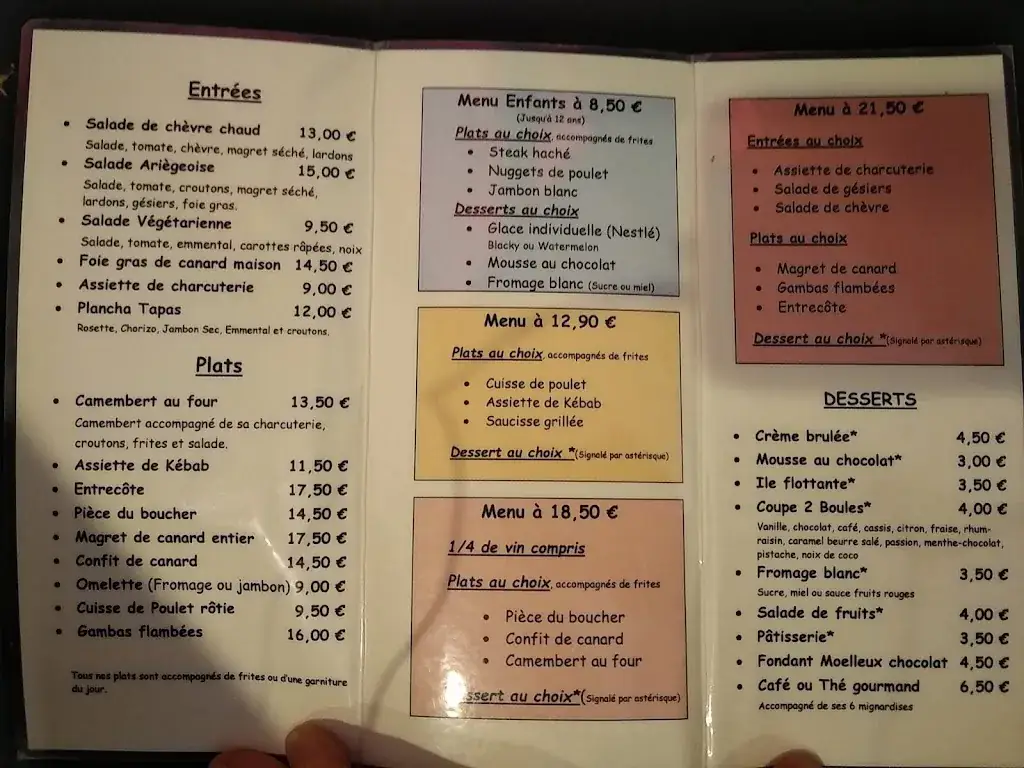 Entrées
• Salade de chèvre chaud 13,00 €
Salade, tomate, chèvre, magret séché, lardons
• Salade Ariègeoise 15,00 €
Salade, tomate, croutons, magret séché,
lardons, gésiers, foie gras.
• Salade Végétarienne 9,50 €
Salade, tomate, emmental, carottes râpées, noix
• Foie gras de canard maison 14,50 €
• Assiette de charcuterie 9,00 €
• Plancha Tapas 12,00 €
Rosette, Chorizo, Jambon Sec, Emmental et croutons.
Plats
• Camembert au four 13,50 €
Camembert accompagné de sa charcuterie,
croutons, frites et salade.
• Assiette de Kébab 11,50 €
• Entrecôte 17,50 €
• Pièce du boucher 14,50 €
• Magret de canard entier 17,50 €
• Confit de canard 14,50 €
• Omelette (Fromage ou jambon) 9,00 €
• Cuisse de Poulet rôtie 9,50 €
• Gambas flambées 16,00 €
Tous nos plats sont accompagnés de frites ou d'une garniture
du jour.
Menu Enfants à 8,50 €
(Jusqu'à 12 ans)
Plats au choix, accompagnés de frites
• Steak haché
• Nuggets de poulet
• Jambon blanc
Desserts au choix
• Glace individuelle (Nestlé)
Blacky ou Watermelon
• Mousse au chocolat
• Fromage blanc (Sucre ou miel)
Menu à 12,90 €
Plats au choix, accompagnés de frites
• Cuisse de poulet
• Assiette de Kébab
• Saucisse grillée
Dessert au choix *(Signalé par astérisque)
Menu à 18,50 €
1/4 de vin compris
Plats au choix, accompagnés de frites
• Pièce du boucher
• Confit de canard
• Camembert au four
ssert au choix*(Signalé par astérisque)
Menu à 21,50 €
Entrées au choix
• Assiette de charcuterie
• Salade de gésiers
• Salade de chèvre
Plats au choix
• Magret de canard
• Gambas flambées
• Entrecôte
Dessert au choix *(Signalé par astérisque)
DESSERTS
• Crème brulée* 4,50 €
• Mousse au chocolat* 3,00 €
• Ile flottante* 3,50 €
• Coupe 2 Boules* 4,00 €
Vanille, chocolat, café, cassis, citron, fraise, rhum-
raisin, caramel beurre salé, passion, menthe-chocolat,
pistache, noix de coco
• Fromage blanc* 3,50 €
Sucre, miel ou sauce fruits rouges
• Salade de fruits* 4,00 €
• Pâtisserie* 3,50 €
• Fondant Moelleux chocolat 4,50 €
• Café ou Thé gourmand 6,50 €
Accompagné de ses 6 mignardises